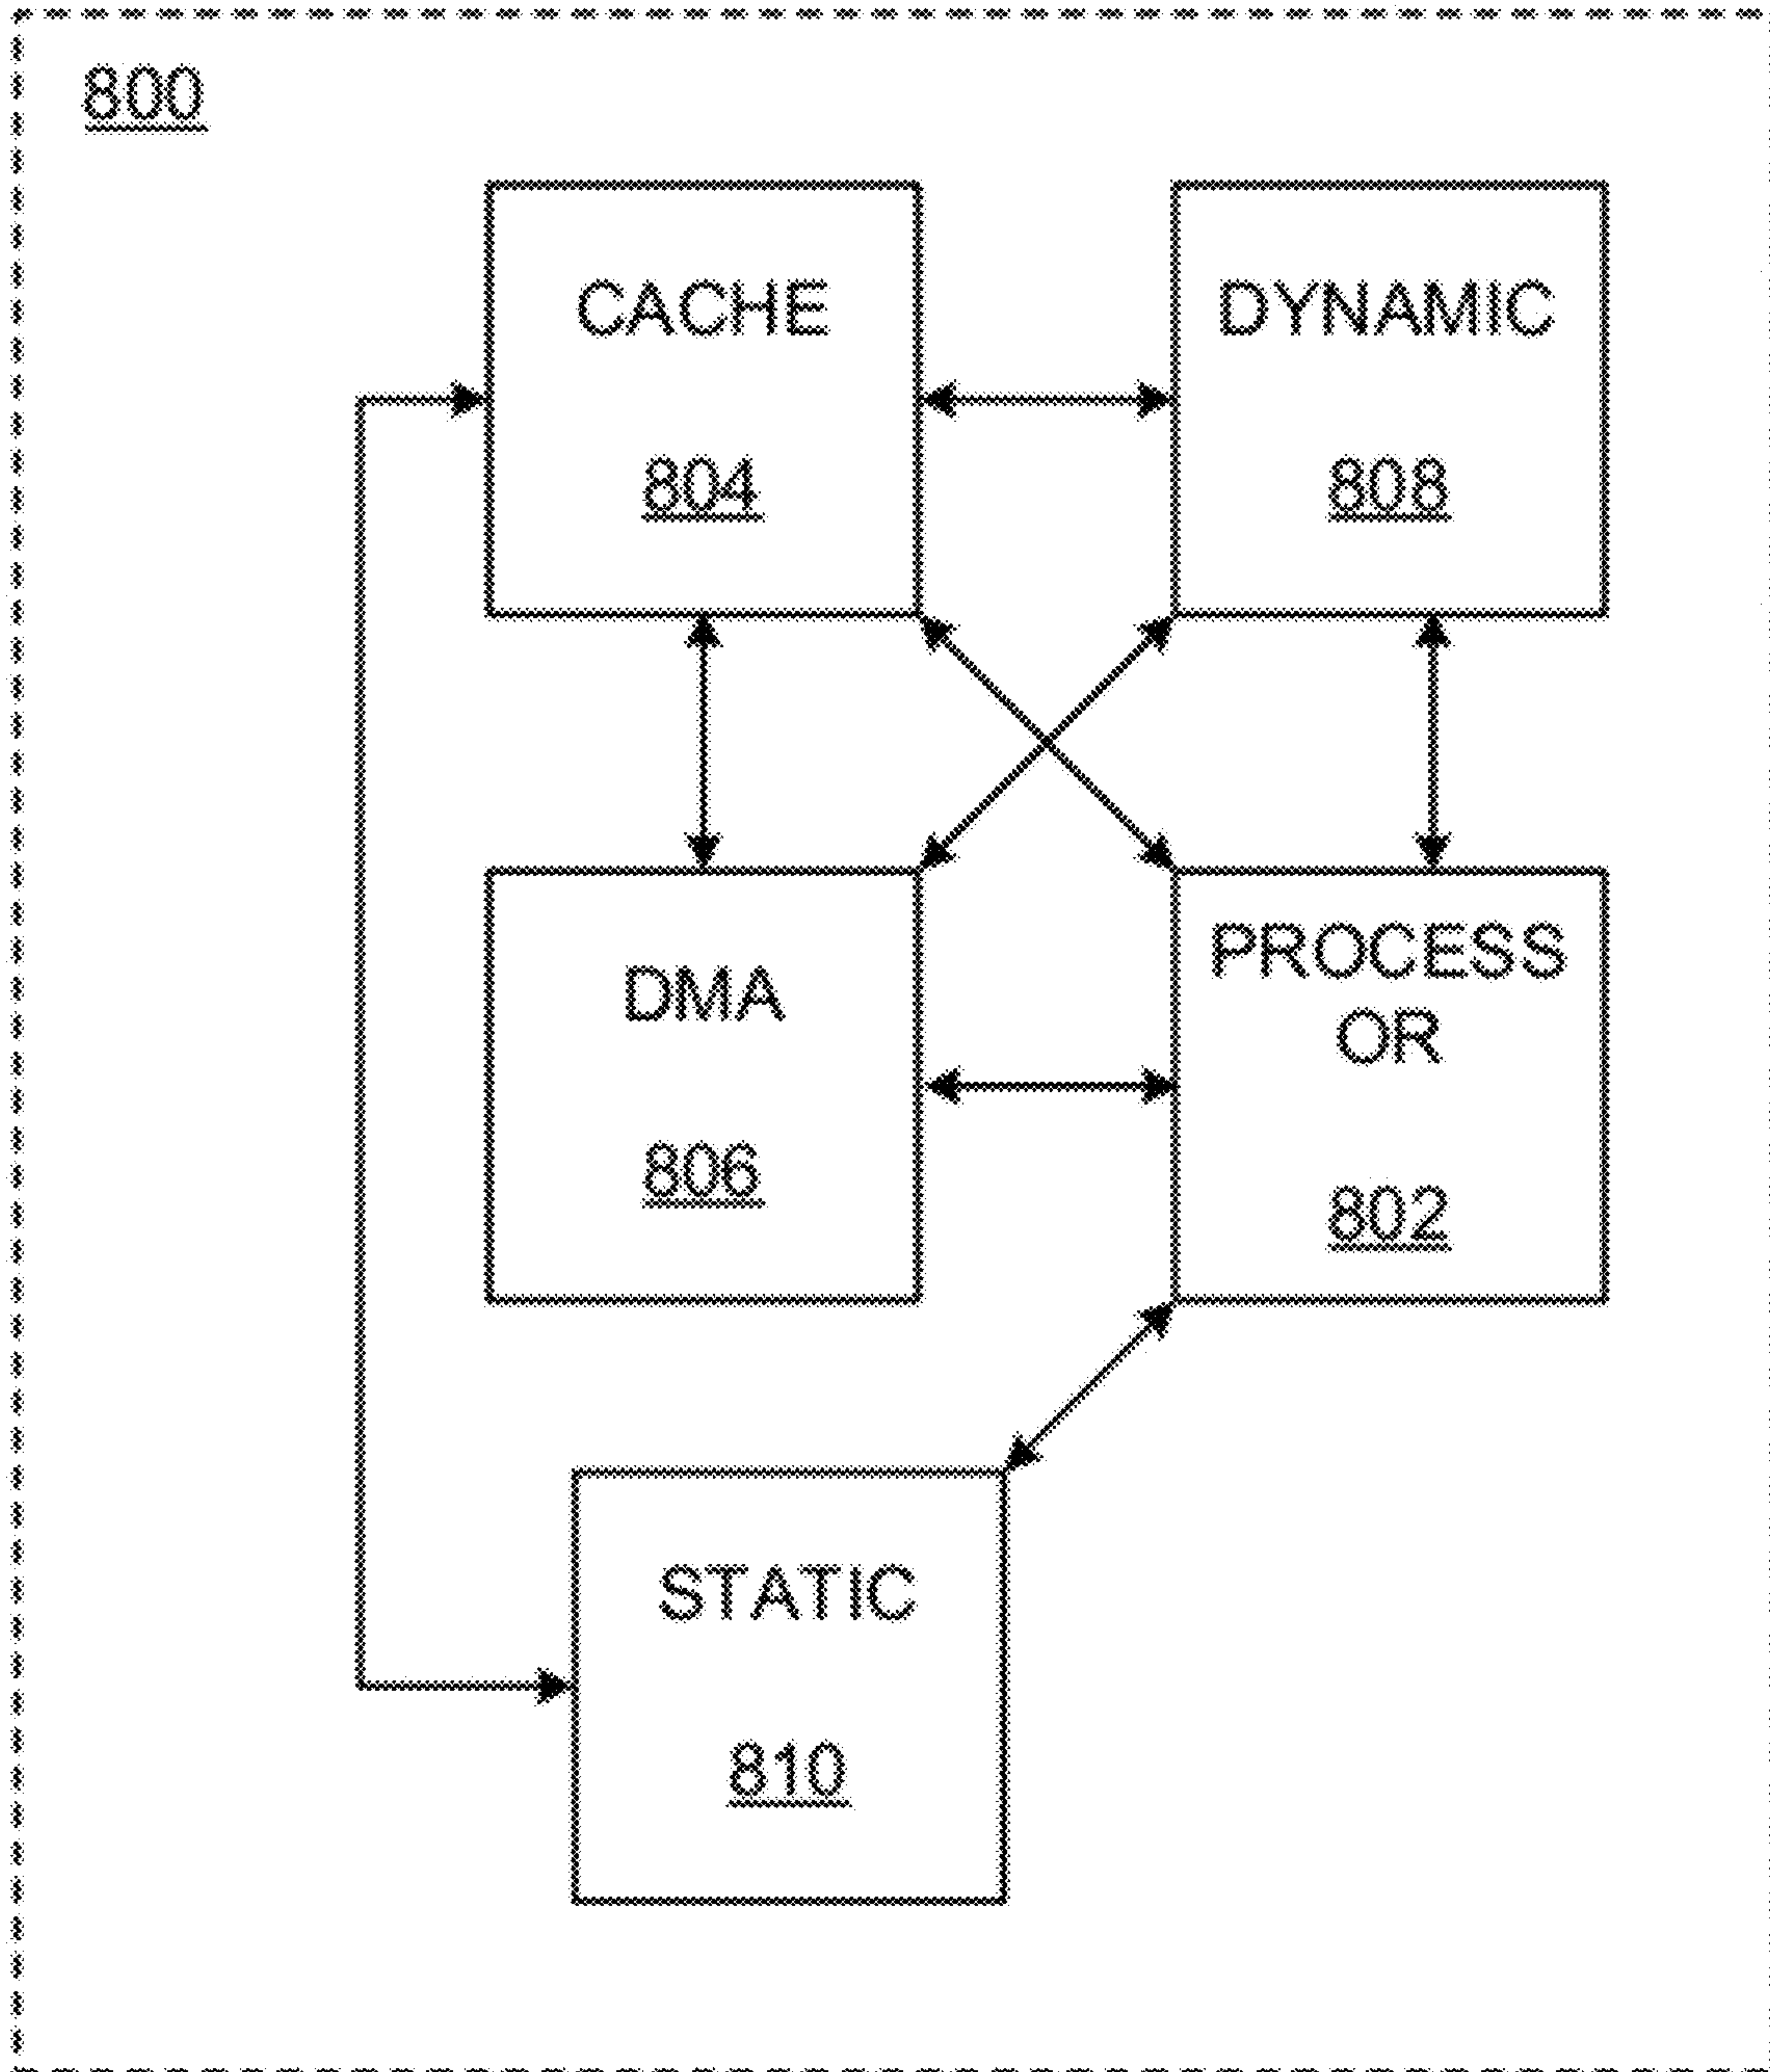 800
CACHE
804
DYNAMIC
808
DMA
806
PROCESS
OR
802
STATIC
810